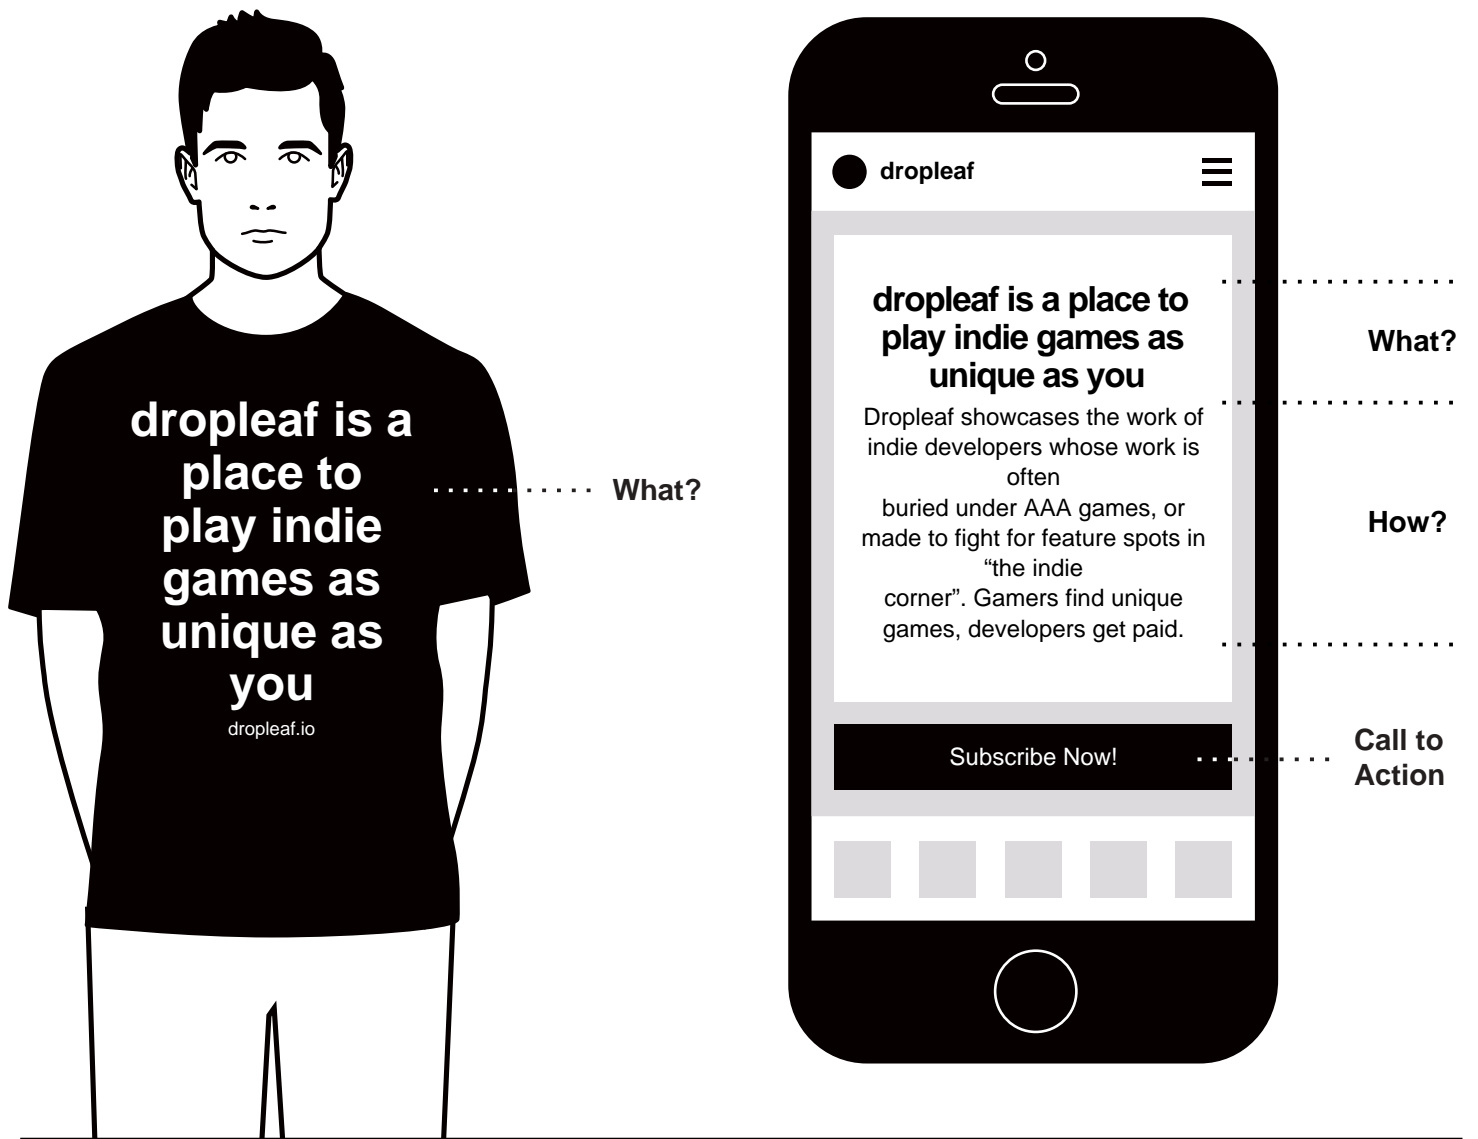 dropleaf is a
place to
play indie
games as
unique as
you
dropleaf.io
What?
dropleaf
dropleaf is a place to
play indie games as
unique as you
Dropleaf showcases the work of
indie developers whose work is
often
buried under AAA games, or
made to fight for feature spots in
“the indie
corner”. Gamers find unique
games, developers get paid.
Subscribe Now!
What?
How?
Call to
Action